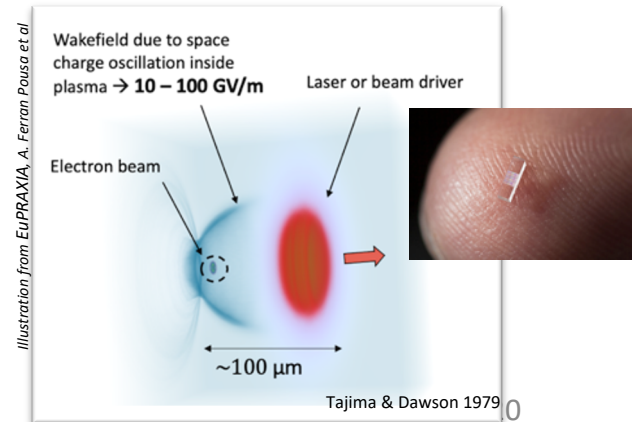 Illustration from EuPRAXIA, A. Ferran Pousa et al
Wakefield due to space
charge oscillation inside
plasma → 10 – 100 GV/m
Laser or beam driver
Electron beam
~100 μm
Tajima & Dawson 1979
0